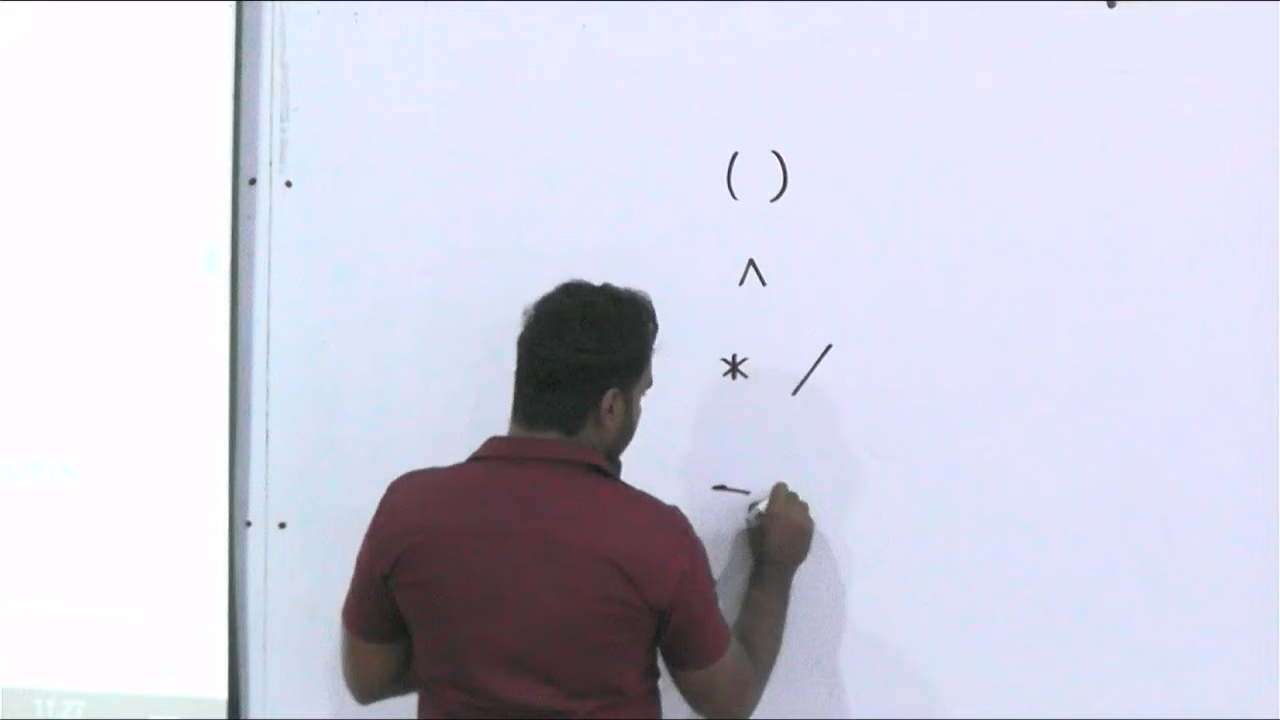 ( )
^
* /
-